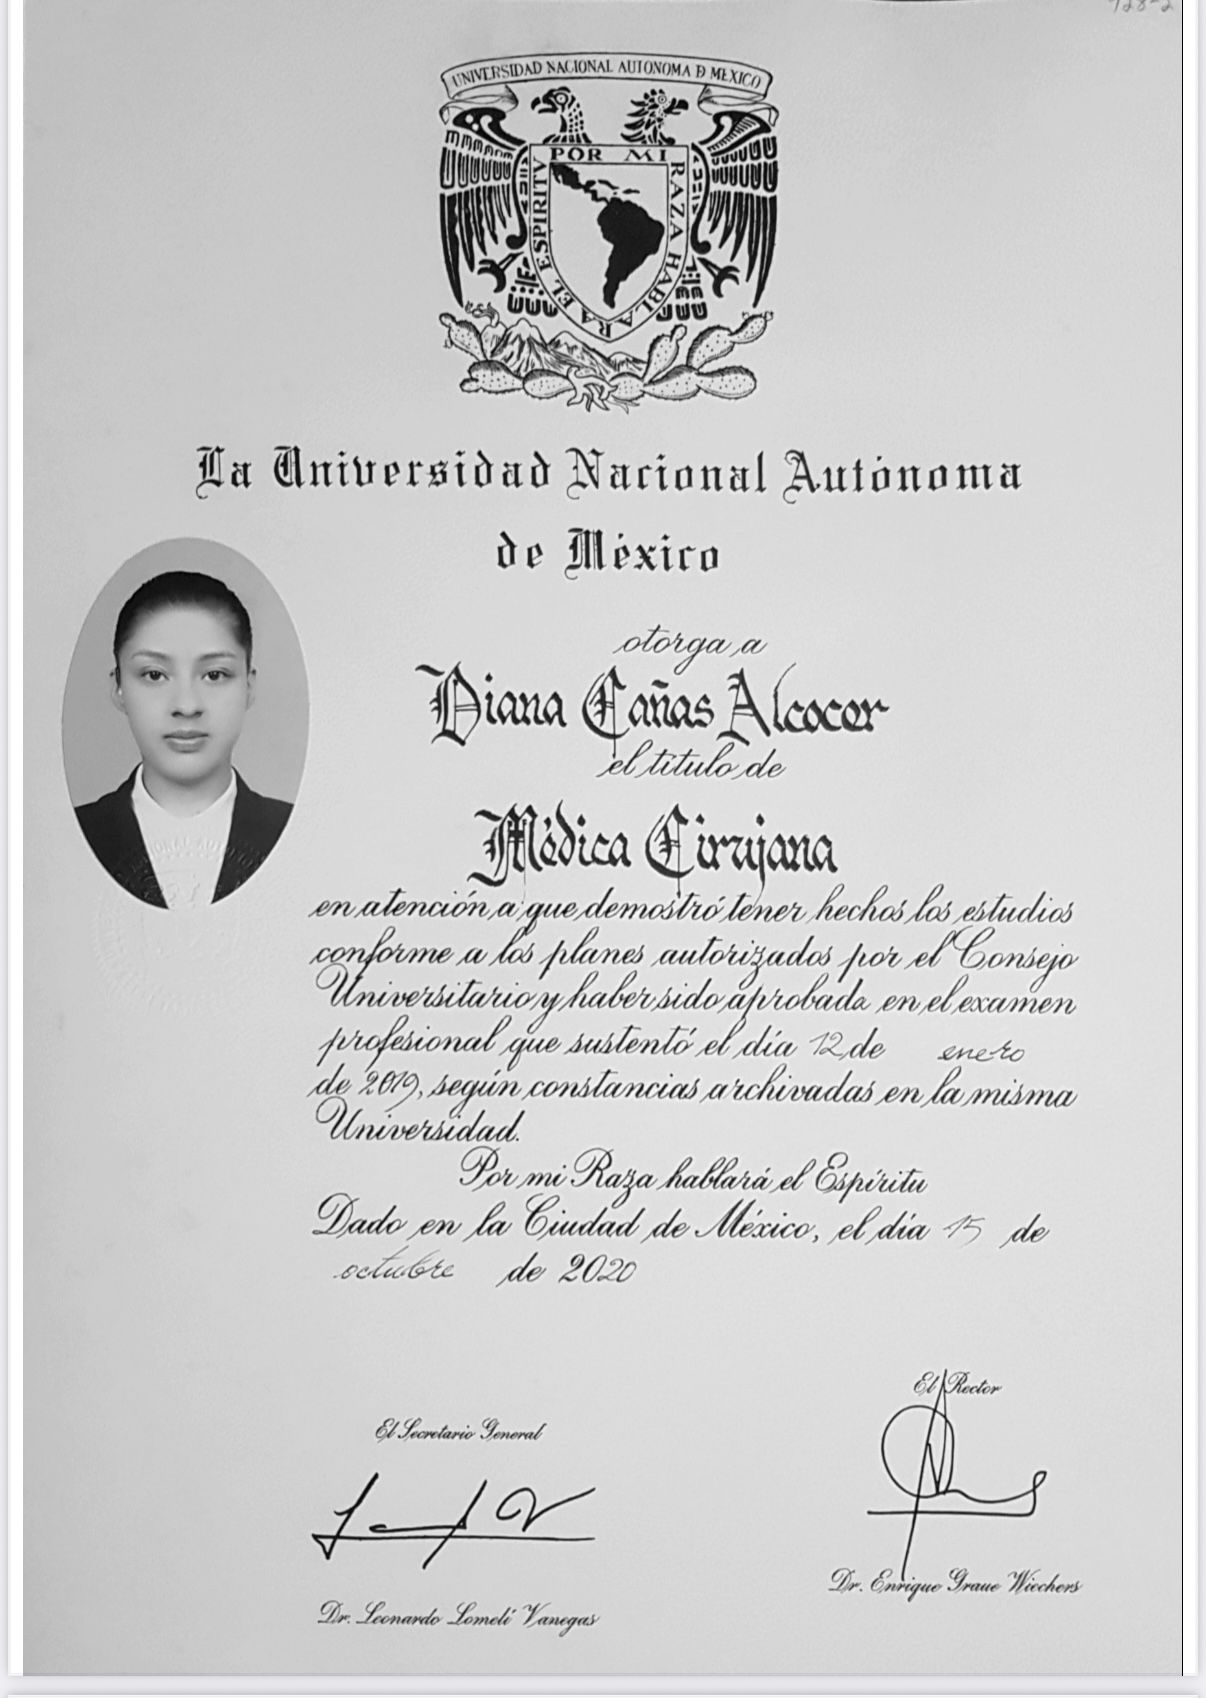 728-2
UNIVERSIDAD NACIONAL AUTONOMA D MEXICO
POR MI RAZA HABLARA EL ESPIRITV
La Universidad Nacional Autónoma
de México
otorga a
Diana Cañas Alcocer
el título de
Médica Cirujana
en atención a que demostró tener hechos los estudios
conforme a los planes autorizados por el Consejo
Universitario y haber sido aprobada en el examen
profesional que sustentó el día 12 de enero
de 2019, según constancias archivadas en la misma
Universidad.
Por mi Raza hablará el Espíritu
Dado en la Ciudad de México, el día 15 de
octubre de 2020
El Rector
El Secretario General
Dr. Enrique Graue Wiechers
Dr. Leonardo Lomelí Vanegas